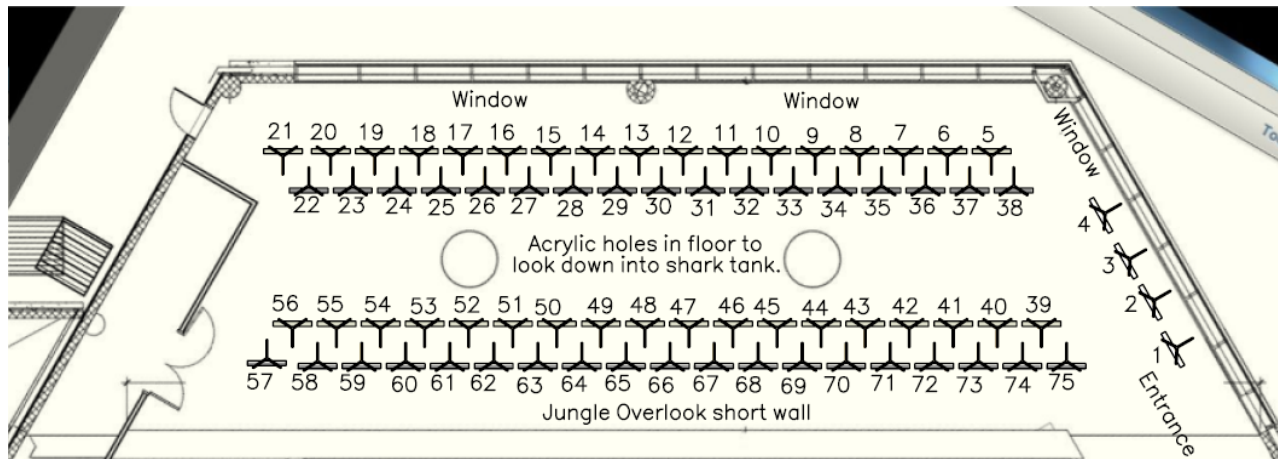 Window Window
Window
21 20 19 18 17 16 15 14 13 12 11 10 9 8 7 6 5
22 23 24 25 26 27 28 29 30 31 32 33 34 35 36 37 38
4
3
2
1
Acrylic holes in floor to
look down into shark tank.
56 55 54 53 52 51 50 49 48 47 46 45 44 43 42 41 40 39
57 58 59 60 61 62 63 64 65 66 67 68 69 70 71 72 73 74 75
Jungle Overlook short wall
Entrance